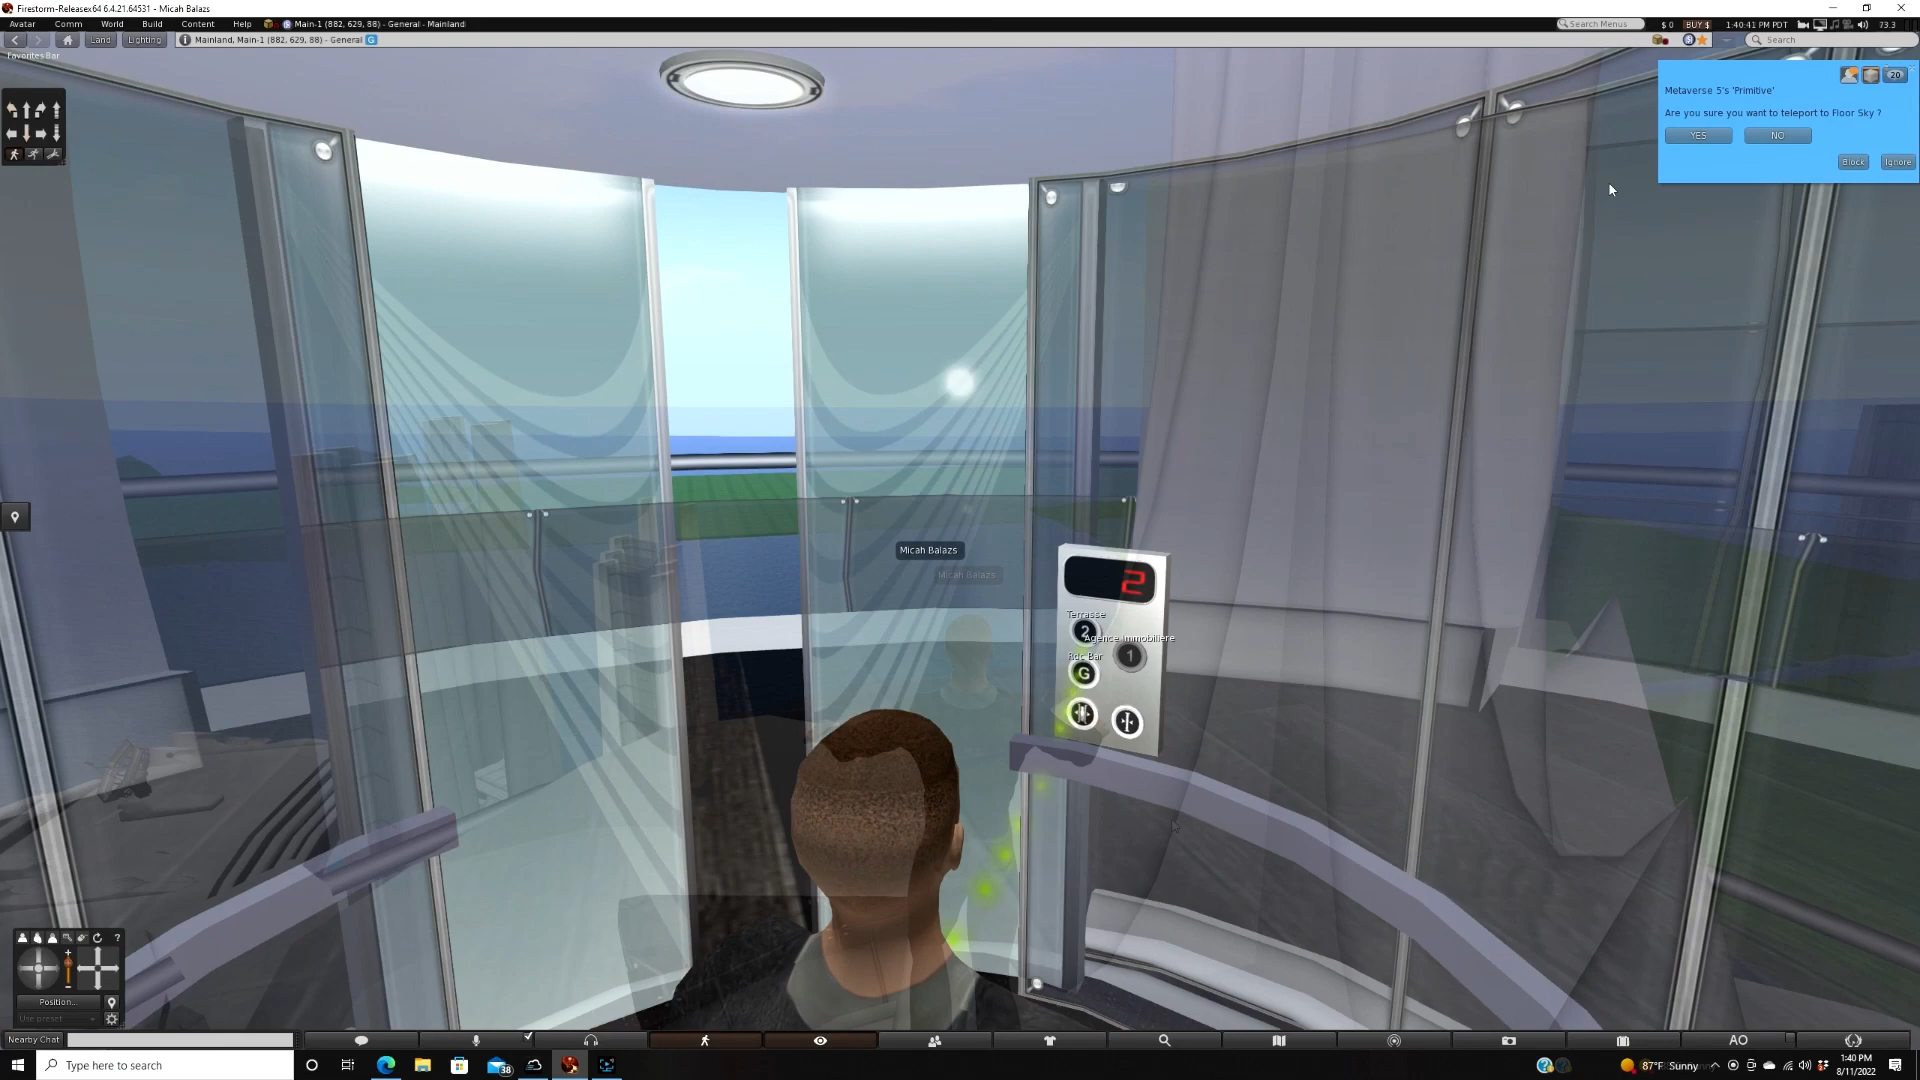 Firestorm-Releasex64 6.4.21.64531 - Micah Balazs
Avatar Comm World Build Content Help Main-1 (882, 629, 88) - General - Mainland Search Menus $ 0 BUY $ 1:40:41 PM PDT 73.3
Land Lighting Mainland, Main-1 (882, 629, 88) - General G Search
Favorites Bar
20
Metaverse 5's 'Primitive'
Are you sure you want to teleport to Floor Sky ?
YES NO
Block Ignore
Micah Balazs
Micah Balazs
2
Terrasse
2
Agence Immobiliere
Rdc Bar
1
G
?
Position...
Use preset
Nearby Chat
AO
Type here to search
38
87°F Sunny
1:40 PM
8/11/2022